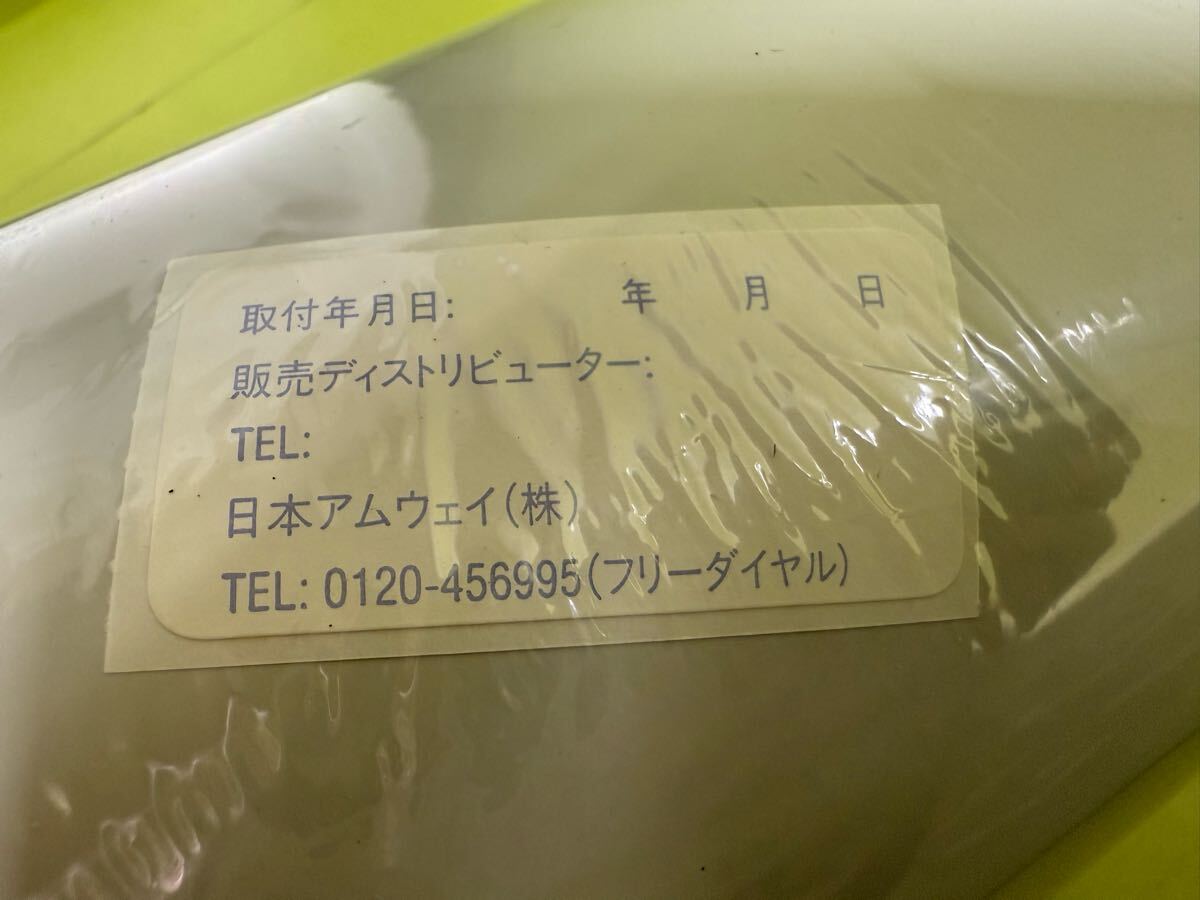 取付年月日: 年 月 日
販売ディストリビューター:
TEL:
日本アムウェイ(株)
TEL: 0120-456995(フリーダイヤル)